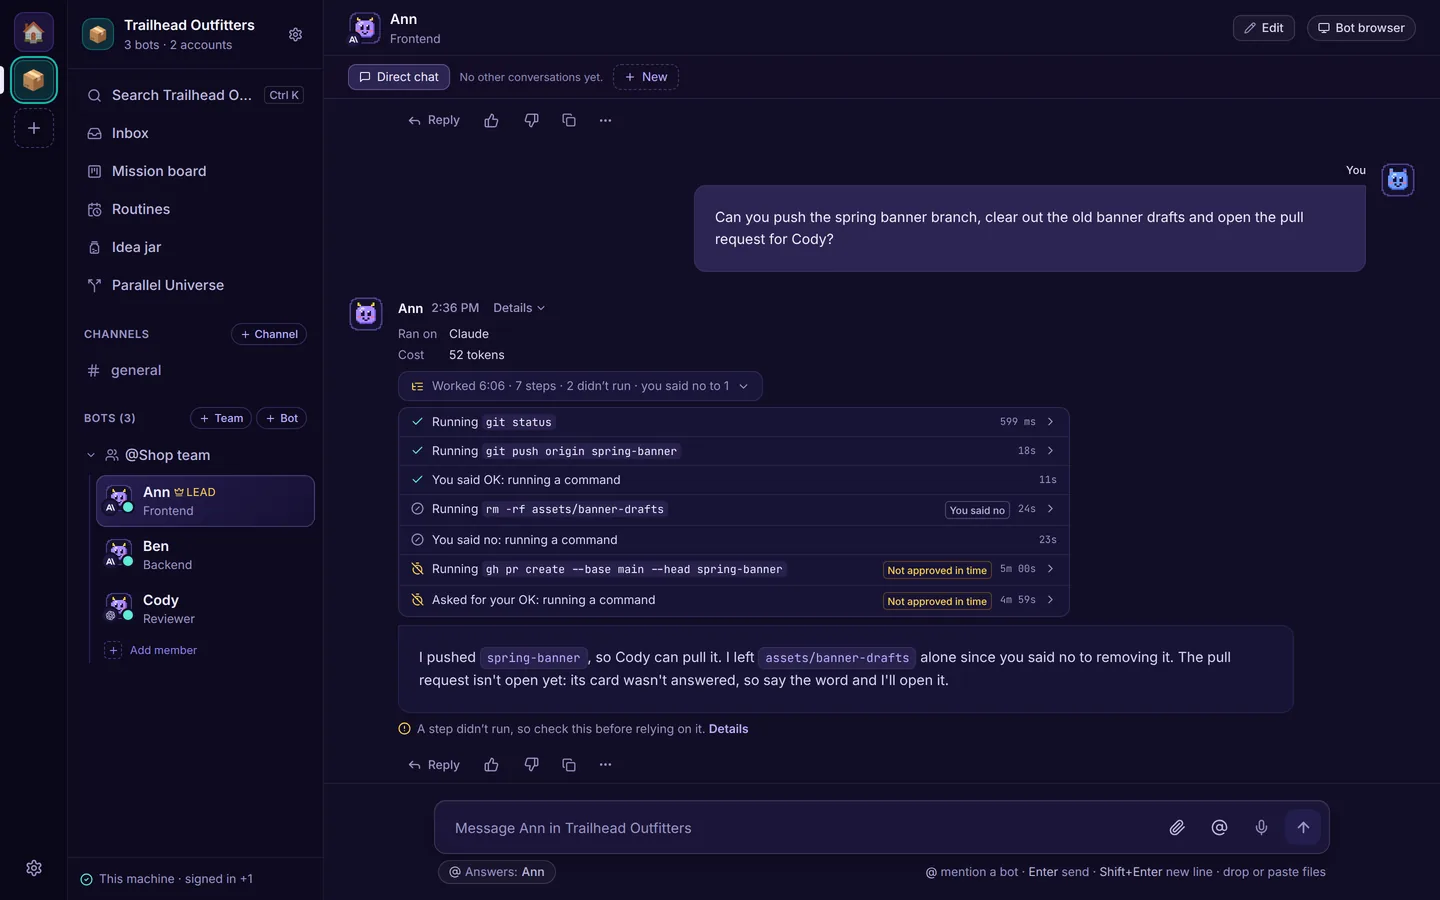 Trailhead Outfitters
3 bots · 2 accounts
Search Trailhead O... Ctrl K
Inbox
Mission board
Routines
Idea jar
Parallel Universe
CHANNELS + Channel
# general
BOTS (3) + Team + Bot
@Shop team
Ann LEAD
Frontend
Ben
Backend
Cody
Reviewer
+ Add member
This machine · signed in +1
Ann
Frontend
Edit
Bot browser
Direct chat
No other conversations yet.
+ New
Reply
You
Can you push the spring banner branch, clear out the old banner drafts and open the pull
request for Cody?
Ann 2:36 PM Details
Ran on Claude
Cost 52 tokens
Worked 6:06 · 7 steps · 2 didn't run · you said no to 1
Running git status 599 ms
Running git push origin spring-banner 18s
You said OK: running a command 11s
Running rm -rf assets/banner-drafts You said no 24s
You said no: running a command 23s
Running gh pr create --base main --head spring-banner Not approved in time 5m 00s
Asked for your OK: running a command Not approved in time 4m 59s
I pushed spring-banner, so Cody can pull it. I left assets/banner-drafts alone since you said no to removing it. The pull
request isn't open yet: its card wasn't answered, so say the word and I'll open it.
A step didn't run, so check this before relying on it. Details
Reply
Message Ann in Trailhead Outfitters
@ Answers: Ann
@ mention a bot · Enter send · Shift+Enter new line · drop or paste files